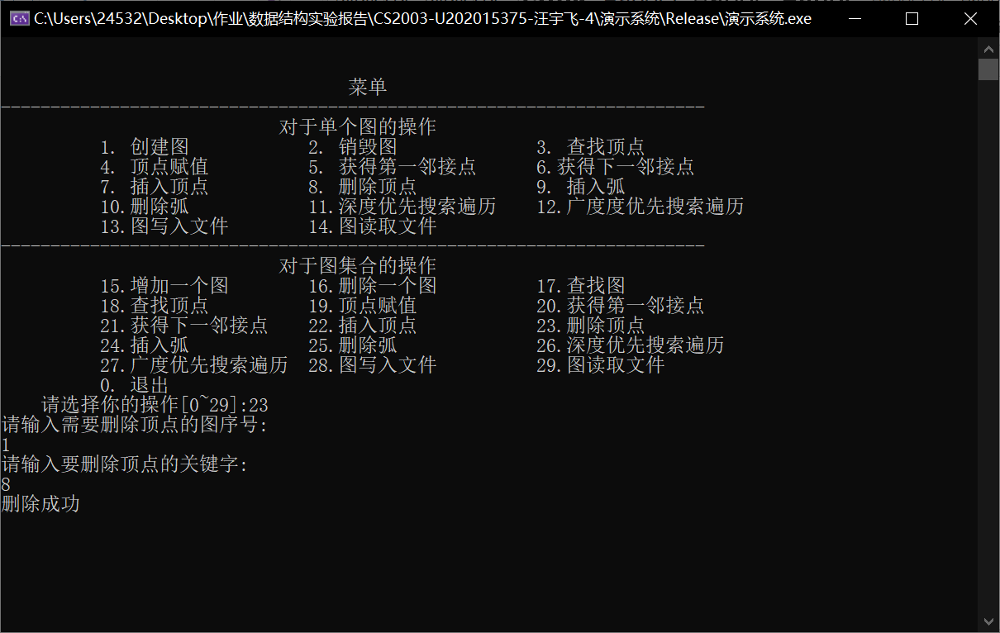 C:\Users\24532\Desktop\作业\数据结构实验报告\CS2003-U202015375-汪宇飞-4\演示系统\Release\演示系统.exe
菜单
-----------------------------------------------------------------------
对于单个图的操作
1. 创建图 2. 销毁图 3. 查找顶点
4. 顶点赋值 5. 获得第一邻接点 6.获得下一邻接点
7. 插入顶点 8. 删除顶点 9. 插入弧
10.删除弧 11.深度优先搜索遍历 12.广度度优先搜索遍历
13.图写入文件 14.图读取文件
-----------------------------------------------------------------------
对于图集合的操作
15.增加一个图 16.删除一个图 17.查找图
18.查找顶点 19.顶点赋值 20.获得第一邻接点
21.获得下一邻接点 22.插入顶点 23.删除顶点
24.插入弧 25.删除弧 26.深度优先搜索遍历
27.广度优先搜索遍历 28.图写入文件 29.图读取文件
0. 退出
请选择你的操作[0~29]:23
请输入需要删除顶点的图序号:
1
请输入要删除顶点的关键字:
8
删除成功